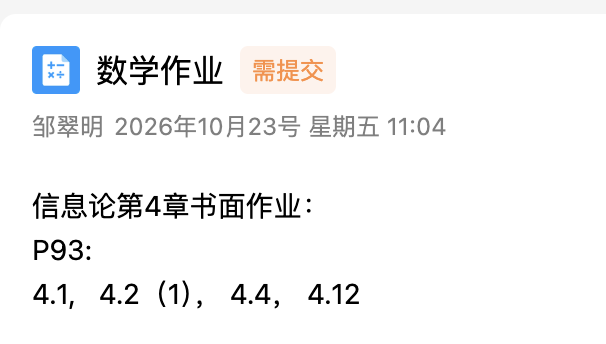 数学作业 需提交
邹翠明 2026年10月23号 星期五 11:04
信息论第4章书面作业：
P93:
4.1,  4.2（1）， 4.4， 4.12